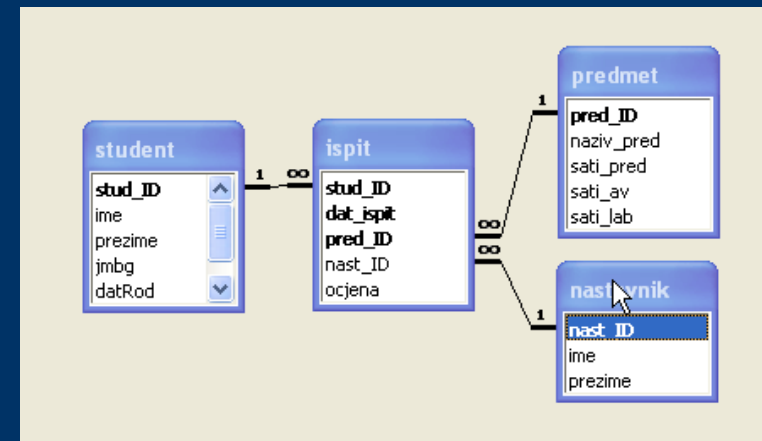 student
stud_ID
ime
prezime
jmbg
datRod
1
∞
ispit
stud_ID
dat_ispit
pred_ID
nast_ID
ocjena
∞
∞
1
predmet
pred_ID
naziv_pred
sati_pred
sati_av
sati_lab
1
nastavnik
nast_ID
ime
prezime